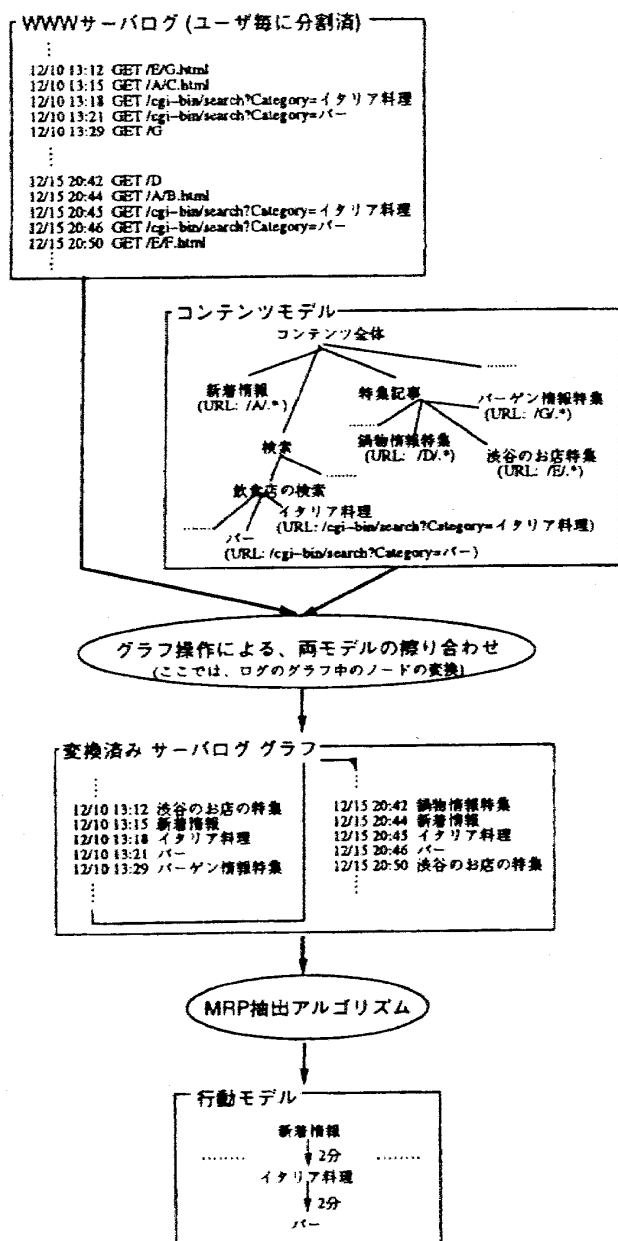 WWWサーバログ (ユーザ毎に分割済)
⋮
12/10 13:12 GET /E/G.html
12/10 13:15 GET /A/C.html
12/10 13:18 GET /cgi-bin/search?Category=イタリア料理
12/10 13:21 GET /cgi-bin/search?Category=バー
12/10 13:29 GET /G
⋮
12/15 20:42 GET /D
12/15 20:44 GET /A/B.html
12/15 20:45 GET /cgi-bin/search?Category=イタリア料理
12/15 20:46 GET /cgi-bin/search?Category=バー
12/15 20:50 GET /E/F.html
⋮
コンテンツモデル
コンテンツ全体
........
新着情報
(URL: /A/.*)
特集記事
バーゲン情報特集
(URL: /G/.*)
........
鍋物情報特集
(URL: /D/.*)
渋谷のお店特集
(URL: /E/.*)
検索
........
飲食店の検索
........
イタリア料理
(URL: /cgi-bin/search?Category=イタリア料理)
バー
(URL: /cgi-bin/search?Category=バー)
グラフ操作による、両モデルの擦り合わせ
(ここでは、ログのグラフ中のノードの変換)
変換済み サーバログ グラフ
⋮
12/10 13:12 渋谷のお店の特集
12/10 13:15 新着情報
12/10 13:18 イタリア料理
12/10 13:21 バー
12/10 13:29 バーゲン情報特集
⋮
12/15 20:42 鍋物情報特集
12/15 20:44 新着情報
12/15 20:45 イタリア料理
12/15 20:46 バー
12/15 20:50 渋谷のお店の特集
⋮
MRP抽出アルゴリズム
行動モデル
新着情報
........ 2分 ........
イタリア料理
2分
バー